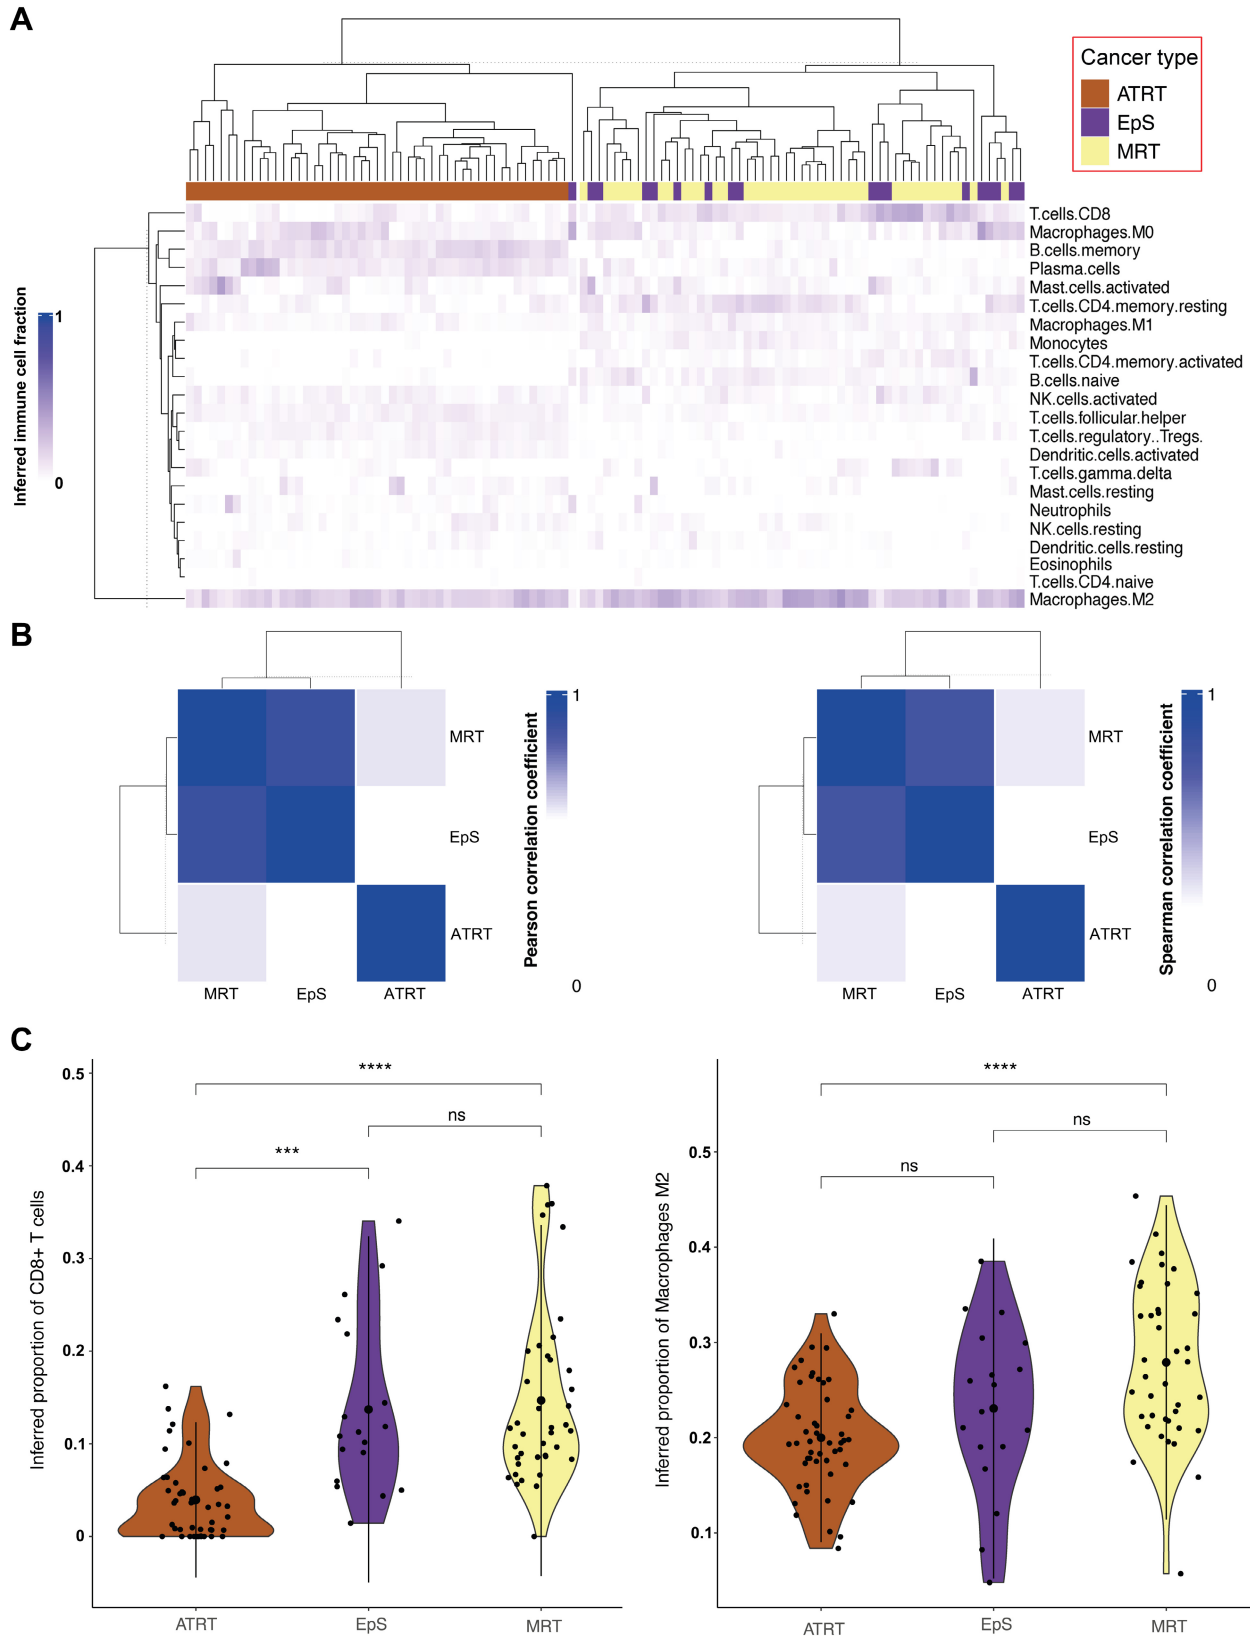 A
Cancer type
ATRT
EpS
MRT
Inferred immune cell fraction
1
0
T.cells.CD8
Macrophages.M0
B.cells.memory
Plasma.cells
Mast.cells.activated
T.cells.CD4.memory.resting
Macrophages.M1
Monocytes
T.cells.CD4.memory.activated
B.cells.naive
NK.cells.activated
T.cells.follicular.helper
T.cells.regulatory..Tregs.
Dendritic.cells.activated
T.cells.gamma.delta
Mast.cells.resting
Neutrophils
NK.cells.resting
Dendritic.cells.resting
Eosinophils
T.cells.CD4.naive
Macrophages.M2
B
MRT
EpS
ATRT
MRT EpS ATRT
Pearson correlation coefficient
1
0
MRT
EpS
ATRT
MRT EpS ATRT
Spearman correlation coefficient
1
0
C
Inferred proportion of CD8+ T cells
0.5
0.4
0.3
0.2
0.1
0
****
ns
***
ATRT EpS MRT
Inferred proportion of Macrophages M2
0.5
0.4
0.3
0.2
0.1
****
ns
ns
ATRT EpS MRT